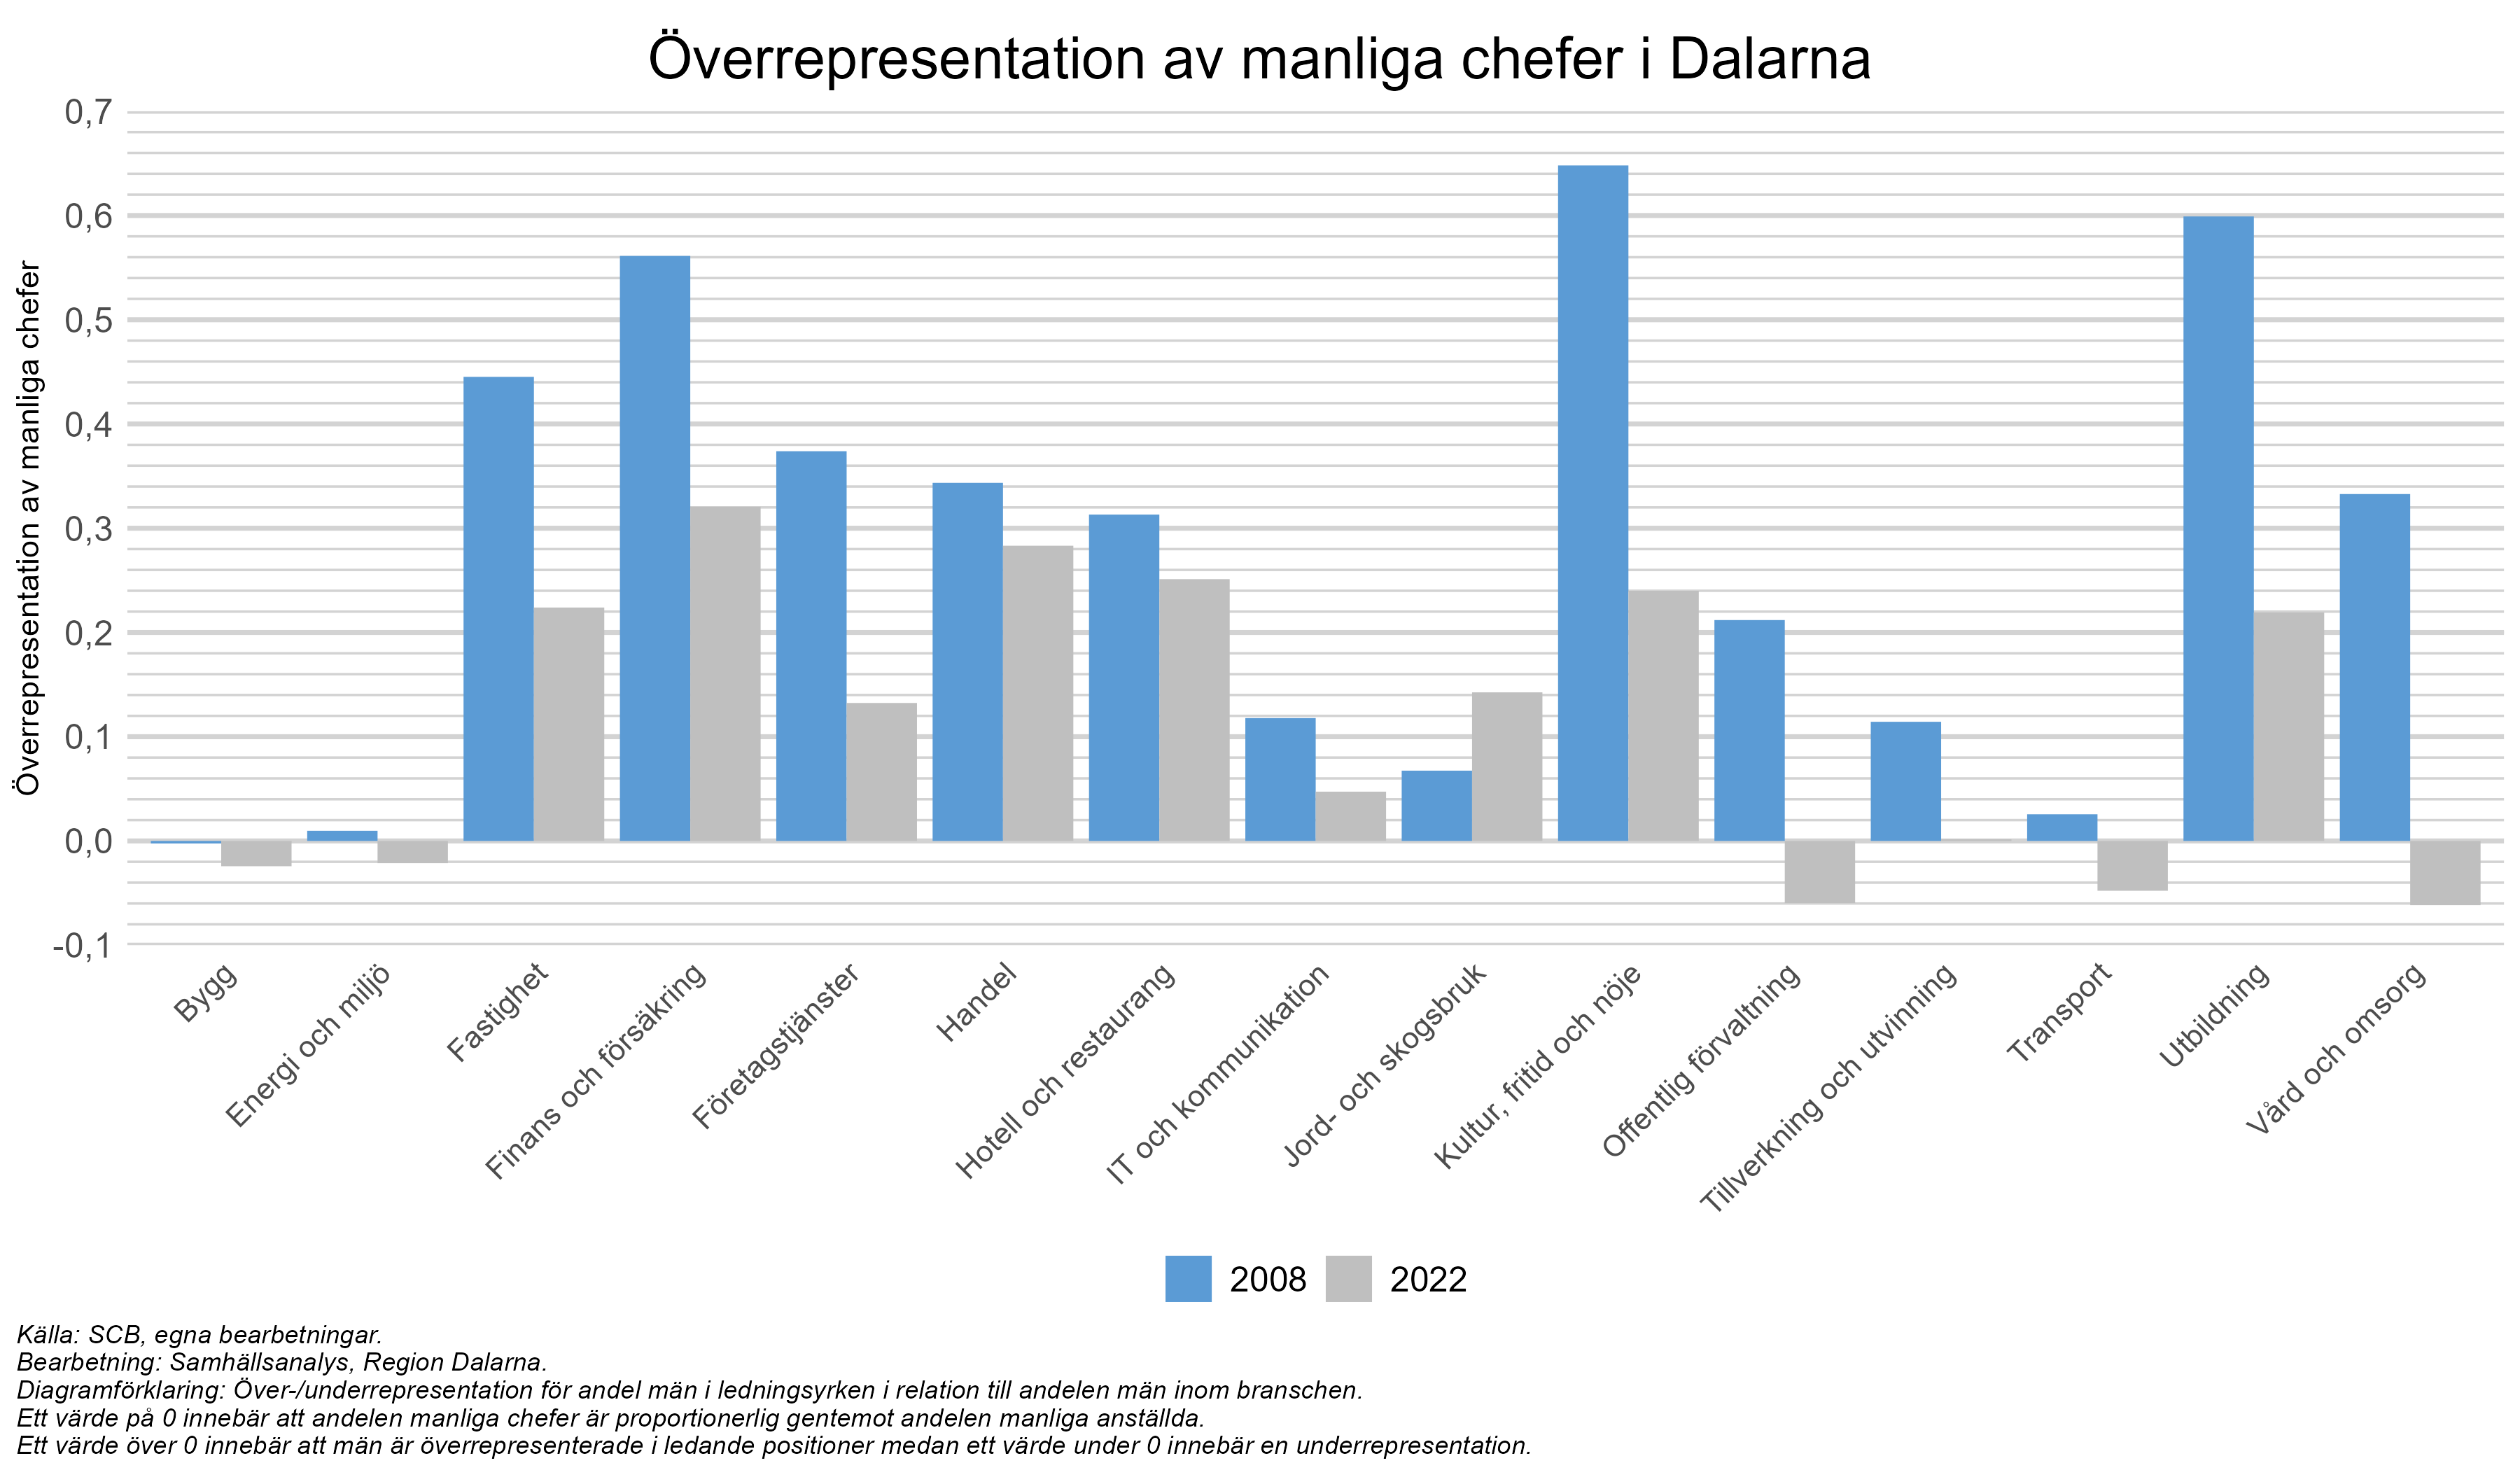 Överrepresentation av manliga chefer i Dalarna
Överrepresentation av manliga chefer
0,7
0,6
0,5
0,4
0,3
0,2
0,1
0,0
-0,1
Bygg
Energi och miljö
Fastighet
Finans och försäkring
Företagstjänster
Handel
Hotell och restaurang
IT och kommunikation
Jord- och skogsbruk
Kultur, fritid och nöje
Offentlig förvaltning
Tillverkning och utvinning
Transport
Utbildning
Vård och omsorg
2008 2022
Källa: SCB, egna bearbetningar.
Bearbetning: Samhällsanalys, Region Dalarna.
Diagramförklaring: Över-/underrepresentation för andel män i ledningsyrken i relation till andelen män inom branschen.
Ett värde på 0 innebär att andelen manliga chefer är proportionerlig gentemot andelen manliga anställda.
Ett värde över 0 innebär att män är överrepresenterade i ledande positioner medan ett värde under 0 innebär en underrepresentation.